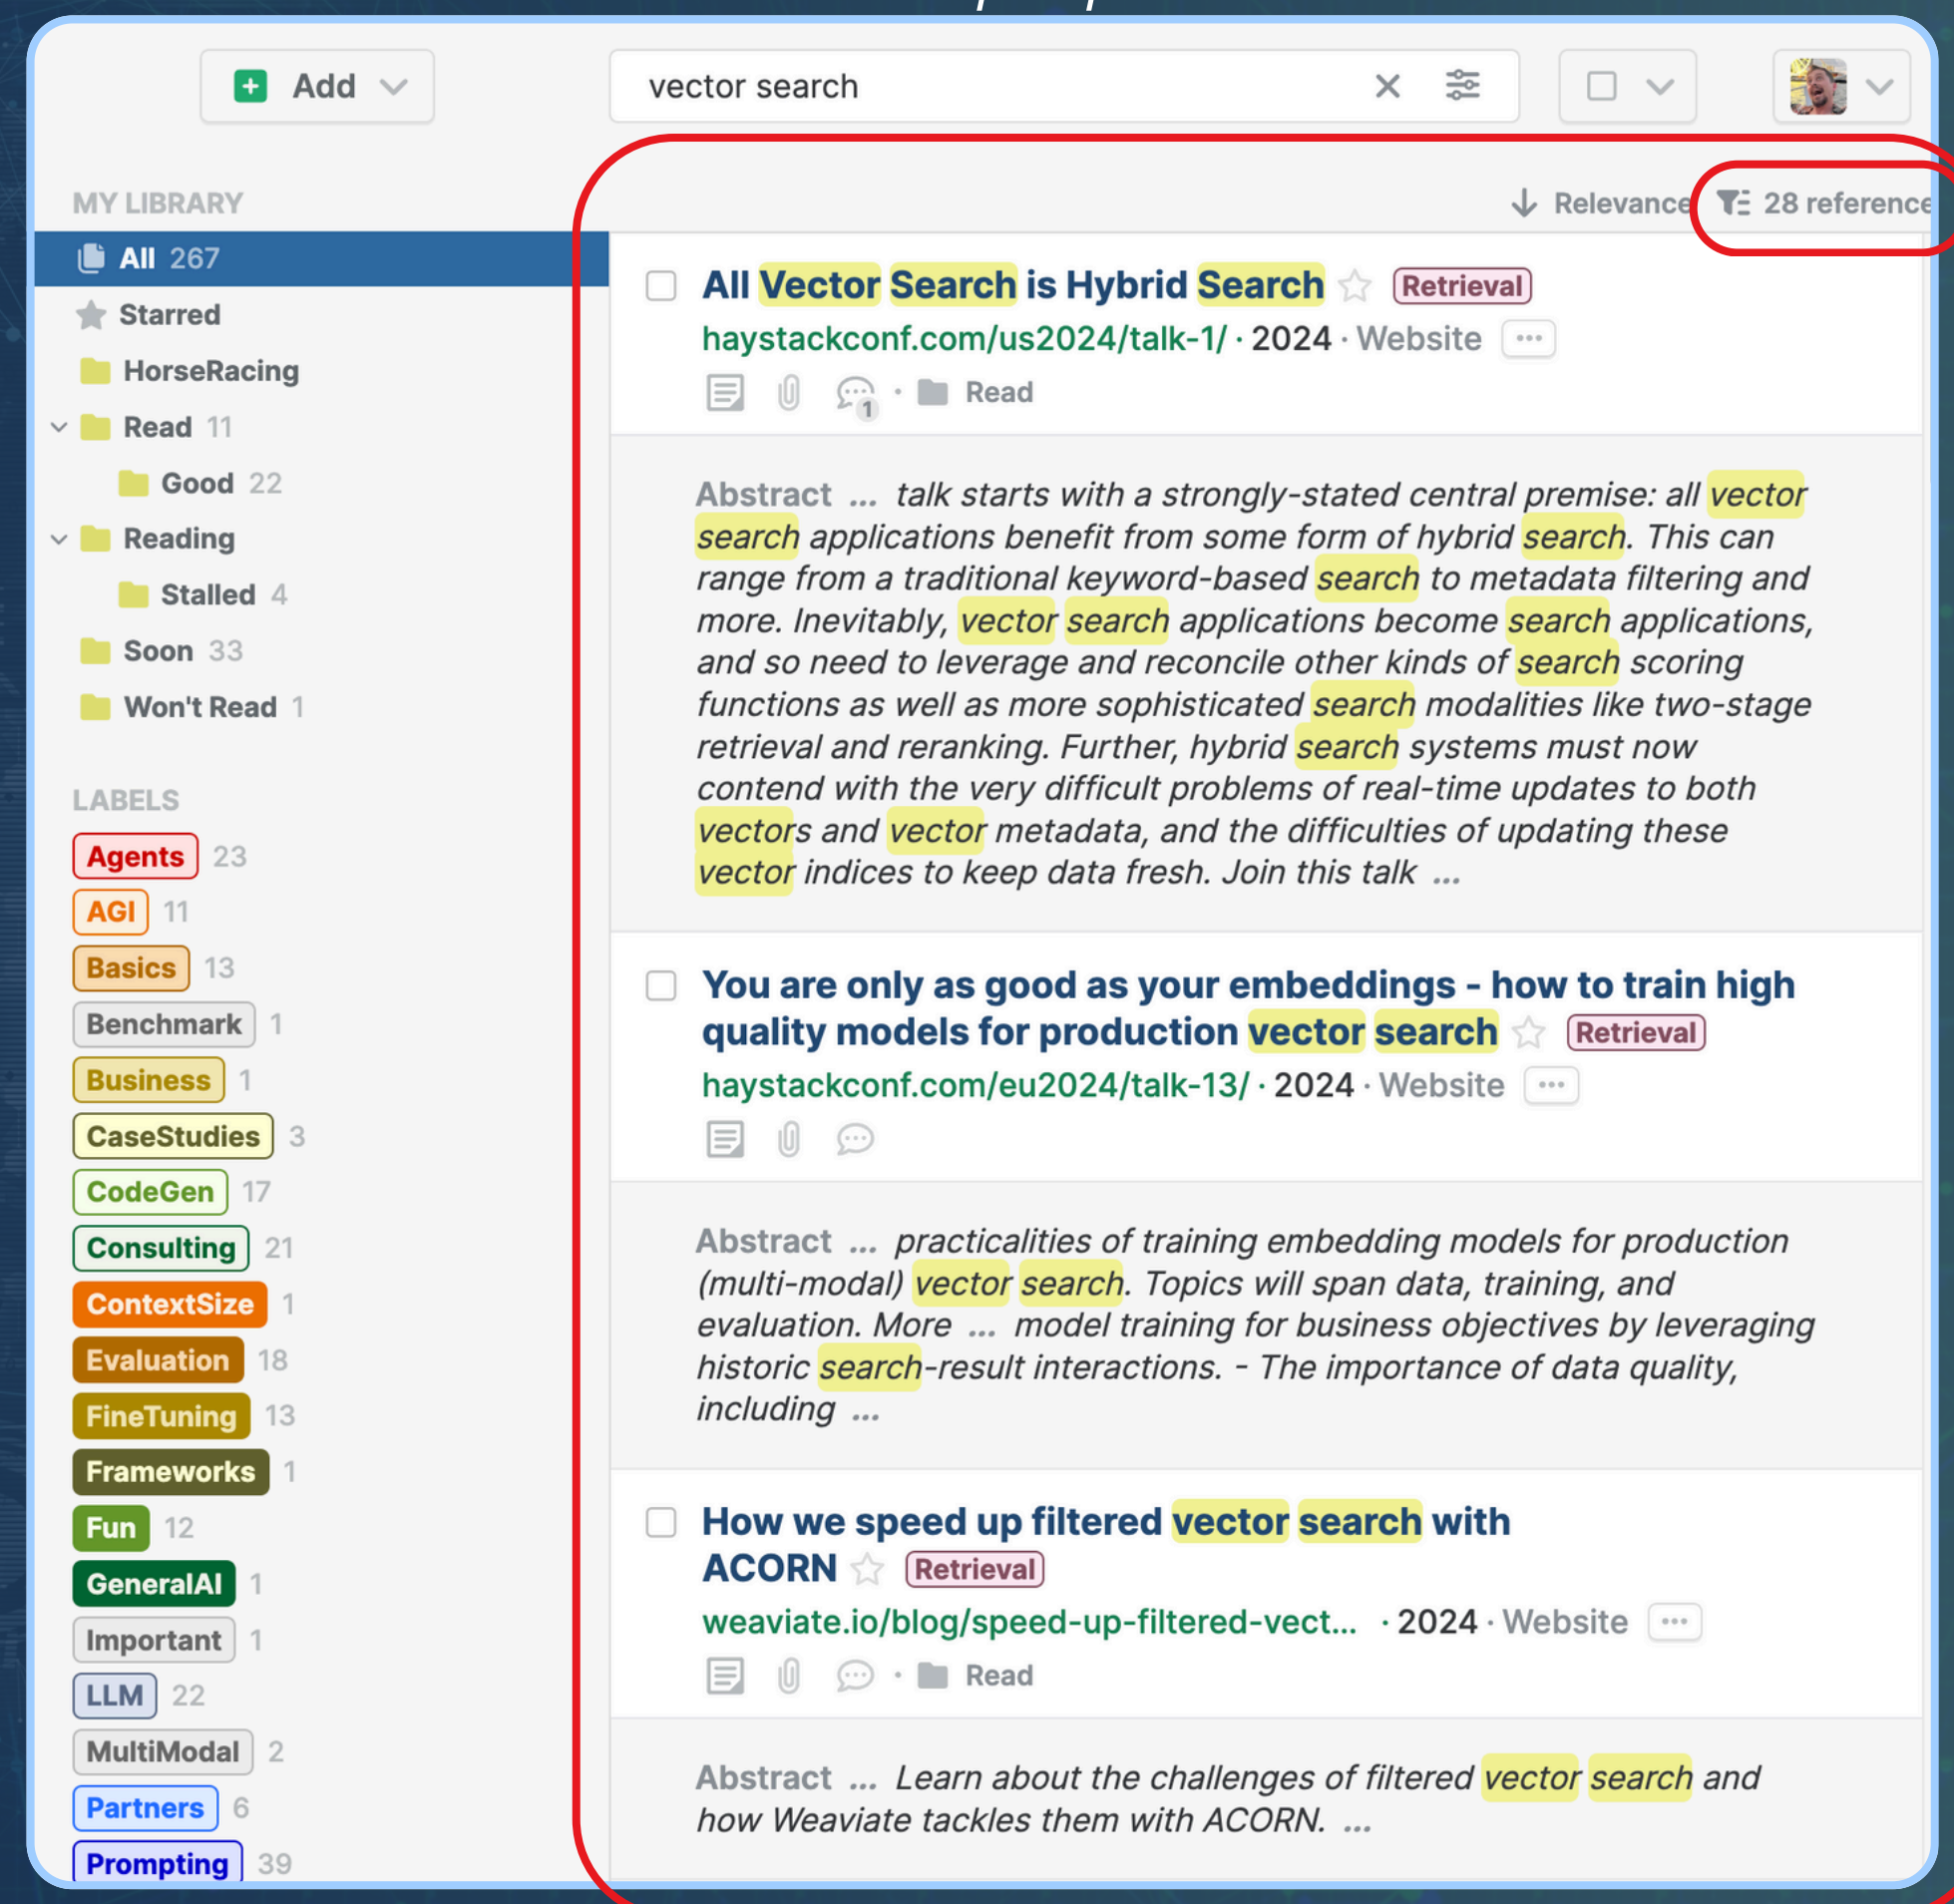 Add
vector search
MY LIBRARY
All 267
Starred
HorseRacing
Read 11
Good 22
Reading
Stalled 4
Soon 33
Won't Read 1
LABELS
Agents 23
AGI 11
Basics 13
Benchmark 1
Business 1
CaseStudies 3
CodeGen 17
Consulting 21
ContextSize 1
Evaluation 18
FineTuning 13
Frameworks 1
Fun 12
GeneralAI 1
Important 1
LLM 22
MultiModal 2
Partners 6
Prompting 39
Relevance 28 reference
All Vector Search is Hybrid Search Retrieval
haystackconf.com/us2024/talk-1/ · 2024 · Website ...
1 · Read
Abstract ... talk starts with a strongly-stated central premise: all vector
search applications benefit from some form of hybrid search. This can
range from a traditional keyword-based search to metadata filtering and
more. Inevitably, vector search applications become search applications,
and so need to leverage and reconcile other kinds of search scoring
functions as well as more sophisticated search modalities like two-stage
retrieval and reranking. Further, hybrid search systems must now
contend with the very difficult problems of real-time updates to both
vectors and vector metadata, and the difficulties of updating these
vector indices to keep data fresh. Join this talk ...
You are only as good as your embeddings - how to train high
quality models for production vector search Retrieval
haystackconf.com/eu2024/talk-13/ · 2024 · Website ...
Abstract ... practicalities of training embedding models for production
(multi-modal) vector search. Topics will span data, training, and
evaluation. More ... model training for business objectives by leveraging
historic search-result interactions. - The importance of data quality,
including ...
How we speed up filtered vector search with
ACORN Retrieval
weaviate.io/blog/speed-up-filtered-vect... · 2024 · Website ...
· Read
Abstract ... Learn about the challenges of filtered vector search and
how Weaviate tackles them with ACORN. ...